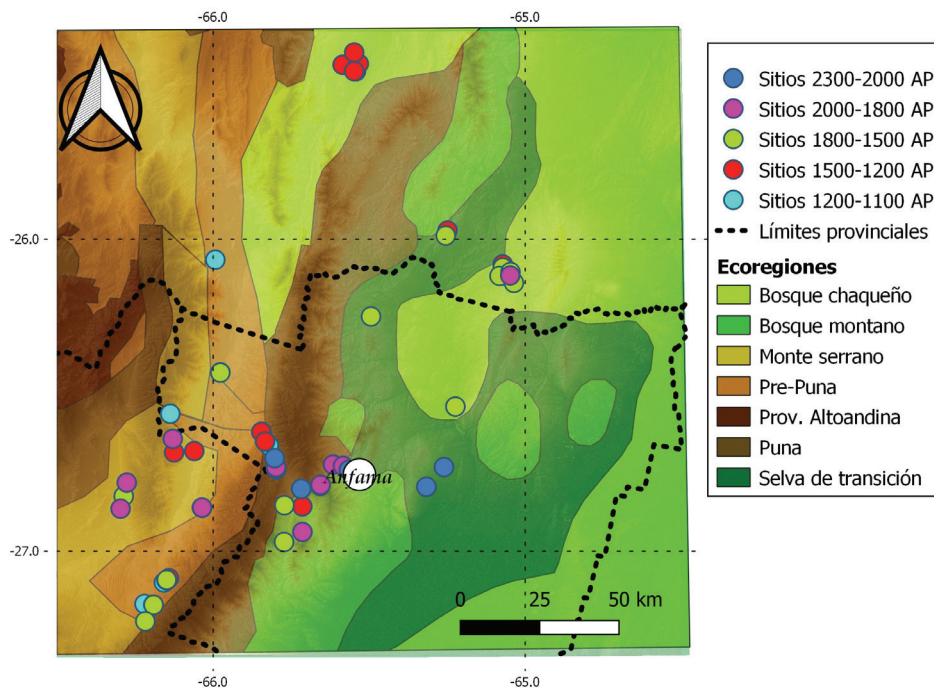 -66.0 -65.0
-26.0
-27.0
Anfama
0 25 50 km
-66.0 -65.0
Sitios 2300-2000 AP
Sitios 2000-1800 AP
Sitios 1800-1500 AP
Sitios 1500-1200 AP
Sitios 1200-1100 AP
Límites provinciales
Ecoregiones
Bosque chaqueño
Bosque montano
Monte serrano
Pre-Puna
Prov. Altoandina
Puna
Selva de transición